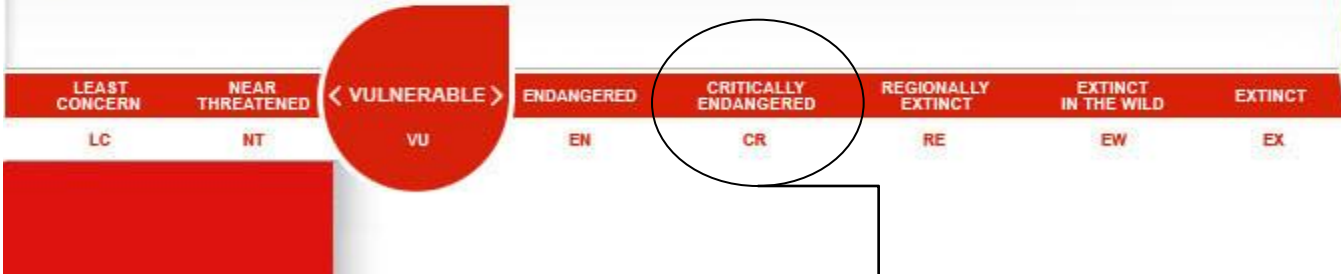 LEAST CONCERN
NEAR THREATENED
< VULNERABLE >
ENDANGERED
CRITICALLY ENDANGERED
REGIONALLY EXTINCT
EXTINCT IN THE WILD
EXTINCT
LC NT VU EN CR RE EW EX